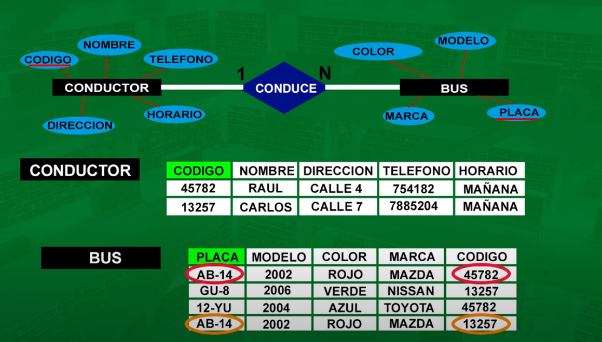 NOMBRE
MODELO
COLOR
CODIGO
TELEFONO
1
N
CONDUCTOR
CONDUCE
BUS
HORARIO
MARCA
PLACA
DIRECCION
CONDUCTOR
CODIGO NOMBRE DIRECCION TELEFONO HORARIO
45782 RAUL CALLE 4 754182 MAÑANA
13257 CARLOS CALLE 7 7885204 MAÑANA
BUS
PLACA MODELO COLOR MARCA CODIGO
AB-14 2002 ROJO MAZDA 45782
GU-8 2006 VERDE NISSAN 13257
12-YU 2004 AZUL TOYOTA 45782
AB-14 2002 ROJO MAZDA 13257